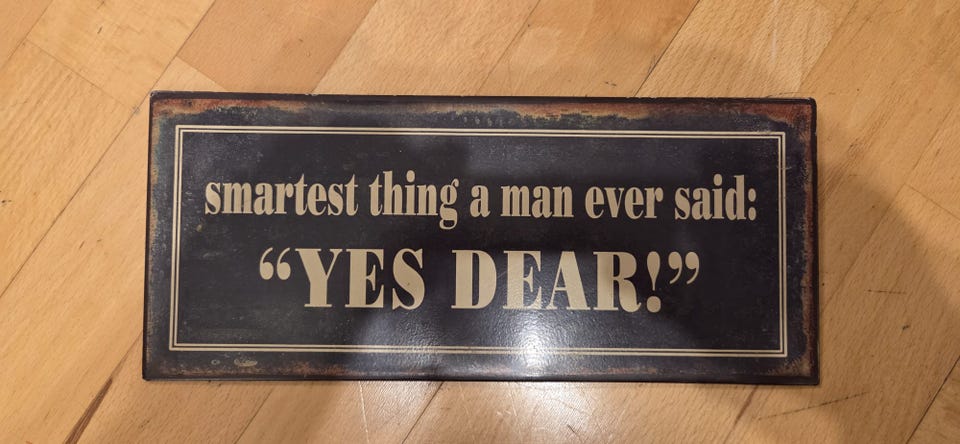 smartest thing a man ever said:
“YES DEAR!”